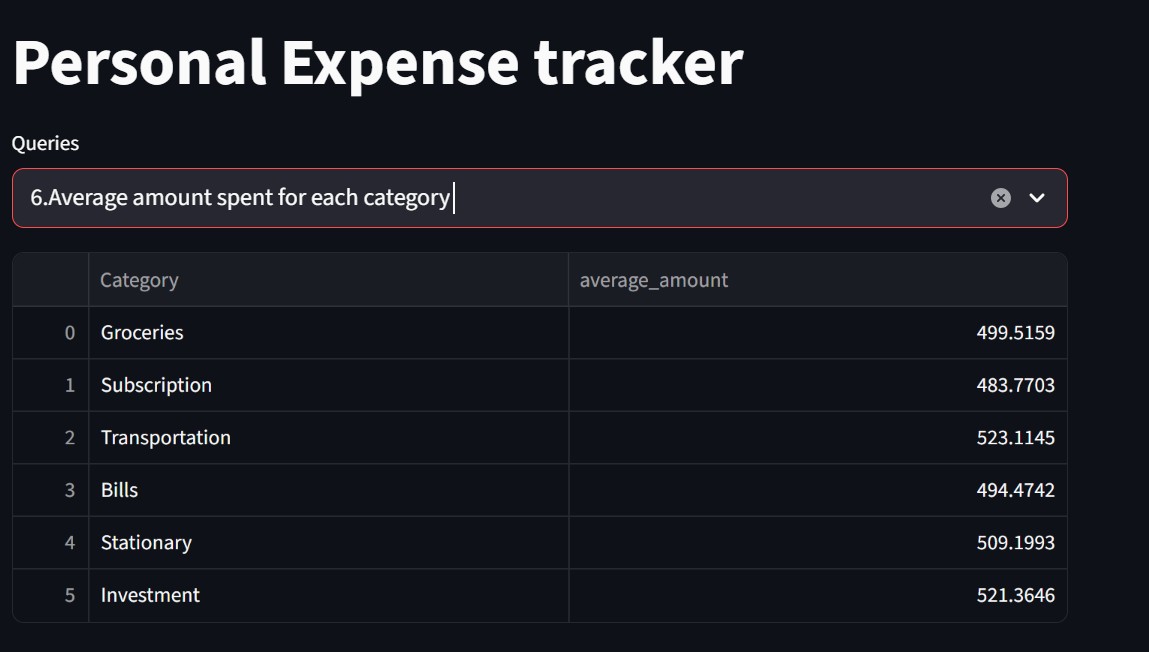 Personal Expense tracker
Queries
6.Average amount spent for each category
Category average_amount
0 Groceries 499.5159
1 Subscription 483.7703
2 Transportation 523.1145
3 Bills 494.4742
4 Stationary 509.1993
5 Investment 521.3646